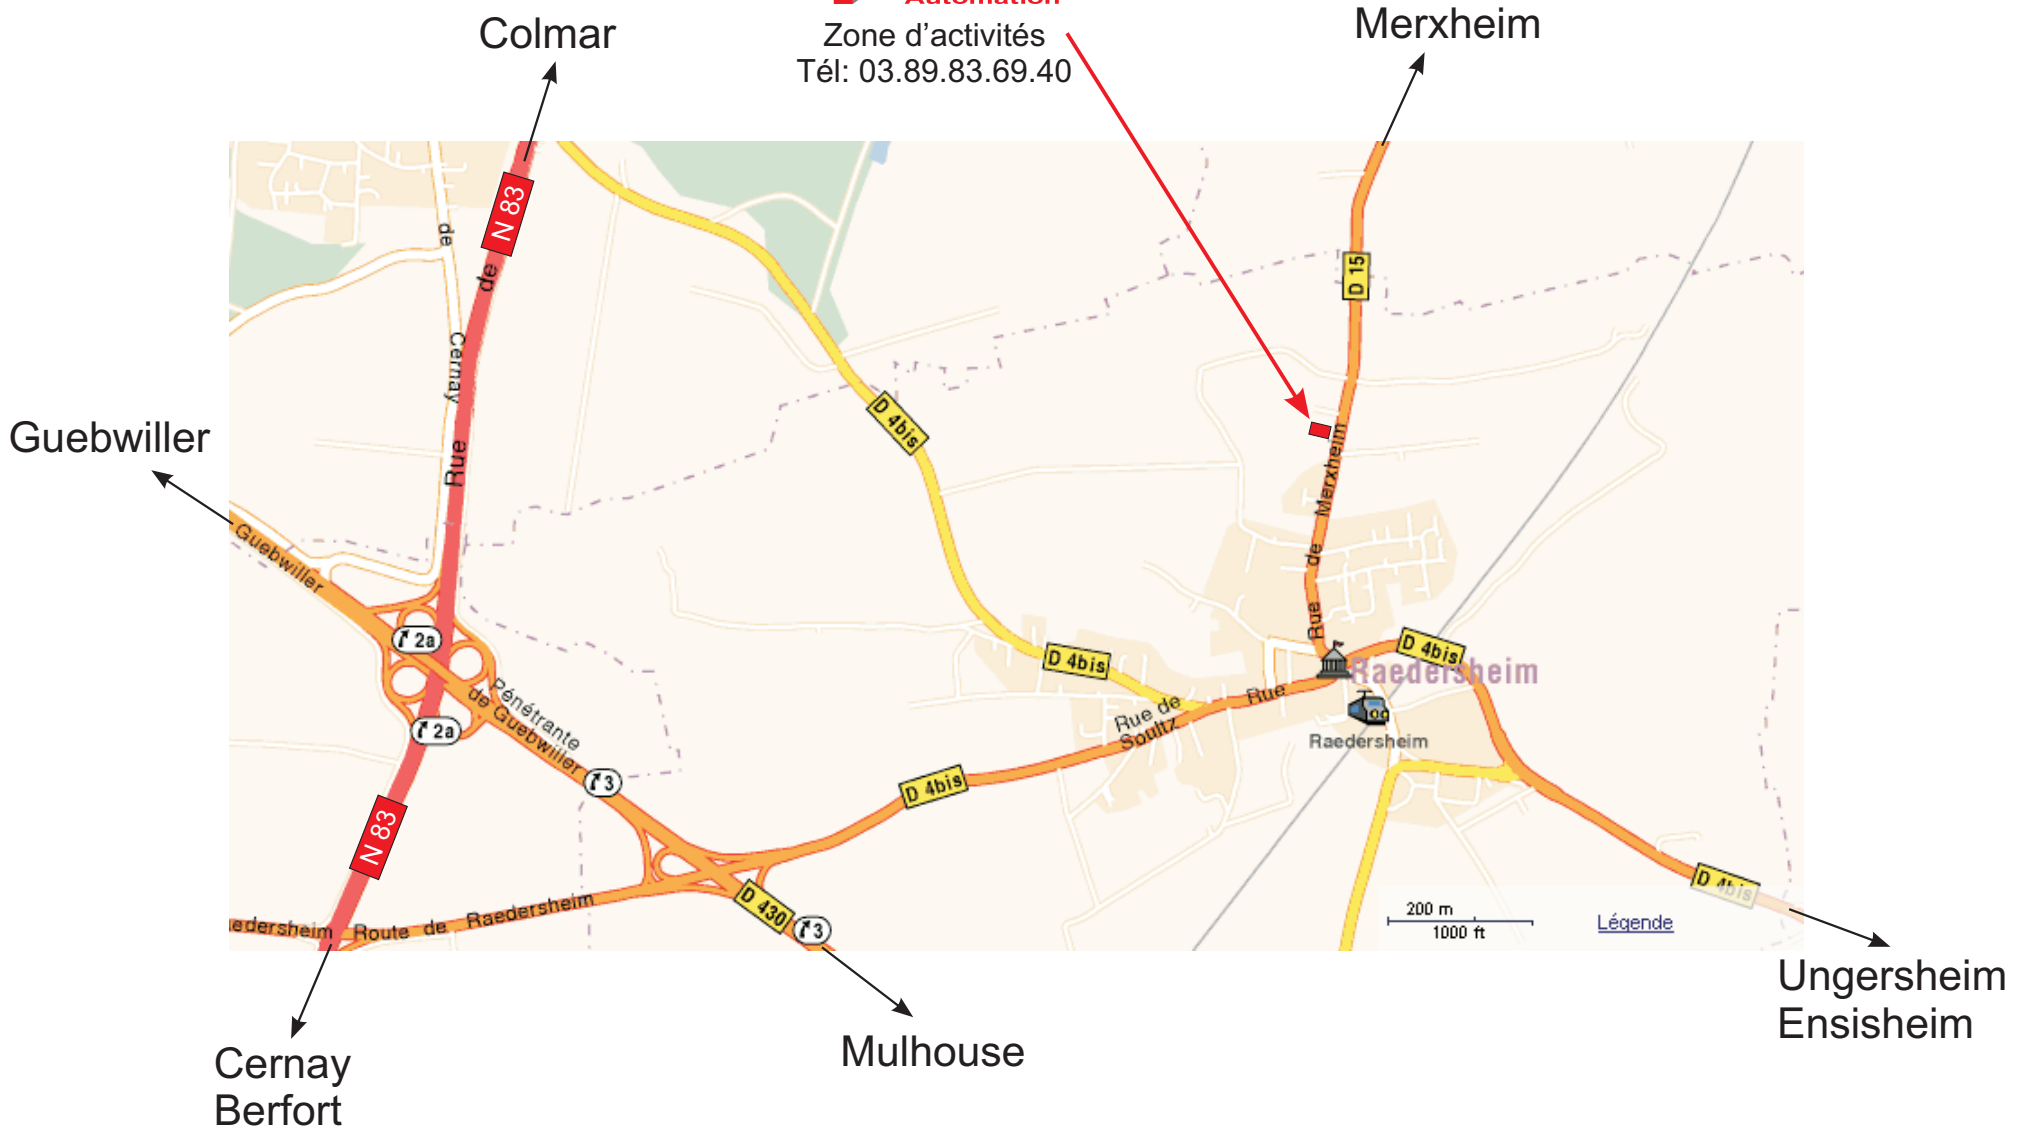 Automation
Zone d'activités
Tél: 03.89.83.69.40
Colmar
Merxheim
N 83
de
de
Cernay
Rue
D 15
D 4bis
Guebwiller
Guebwiller
Rue de Merxheim
2a
D 4bis
D 4bis
Raedersheim
Pénétrante
de Guebwiller
2a
Rue de
Soultz
Rue
Raedersheim
3
D 4bis
N 83
D 430
3
edersheim
Route de Raedersheim
D 4bis
200 m
1000 ft
Légende
Ungersheim
Ensisheim
Mulhouse
Cernay
Berfort